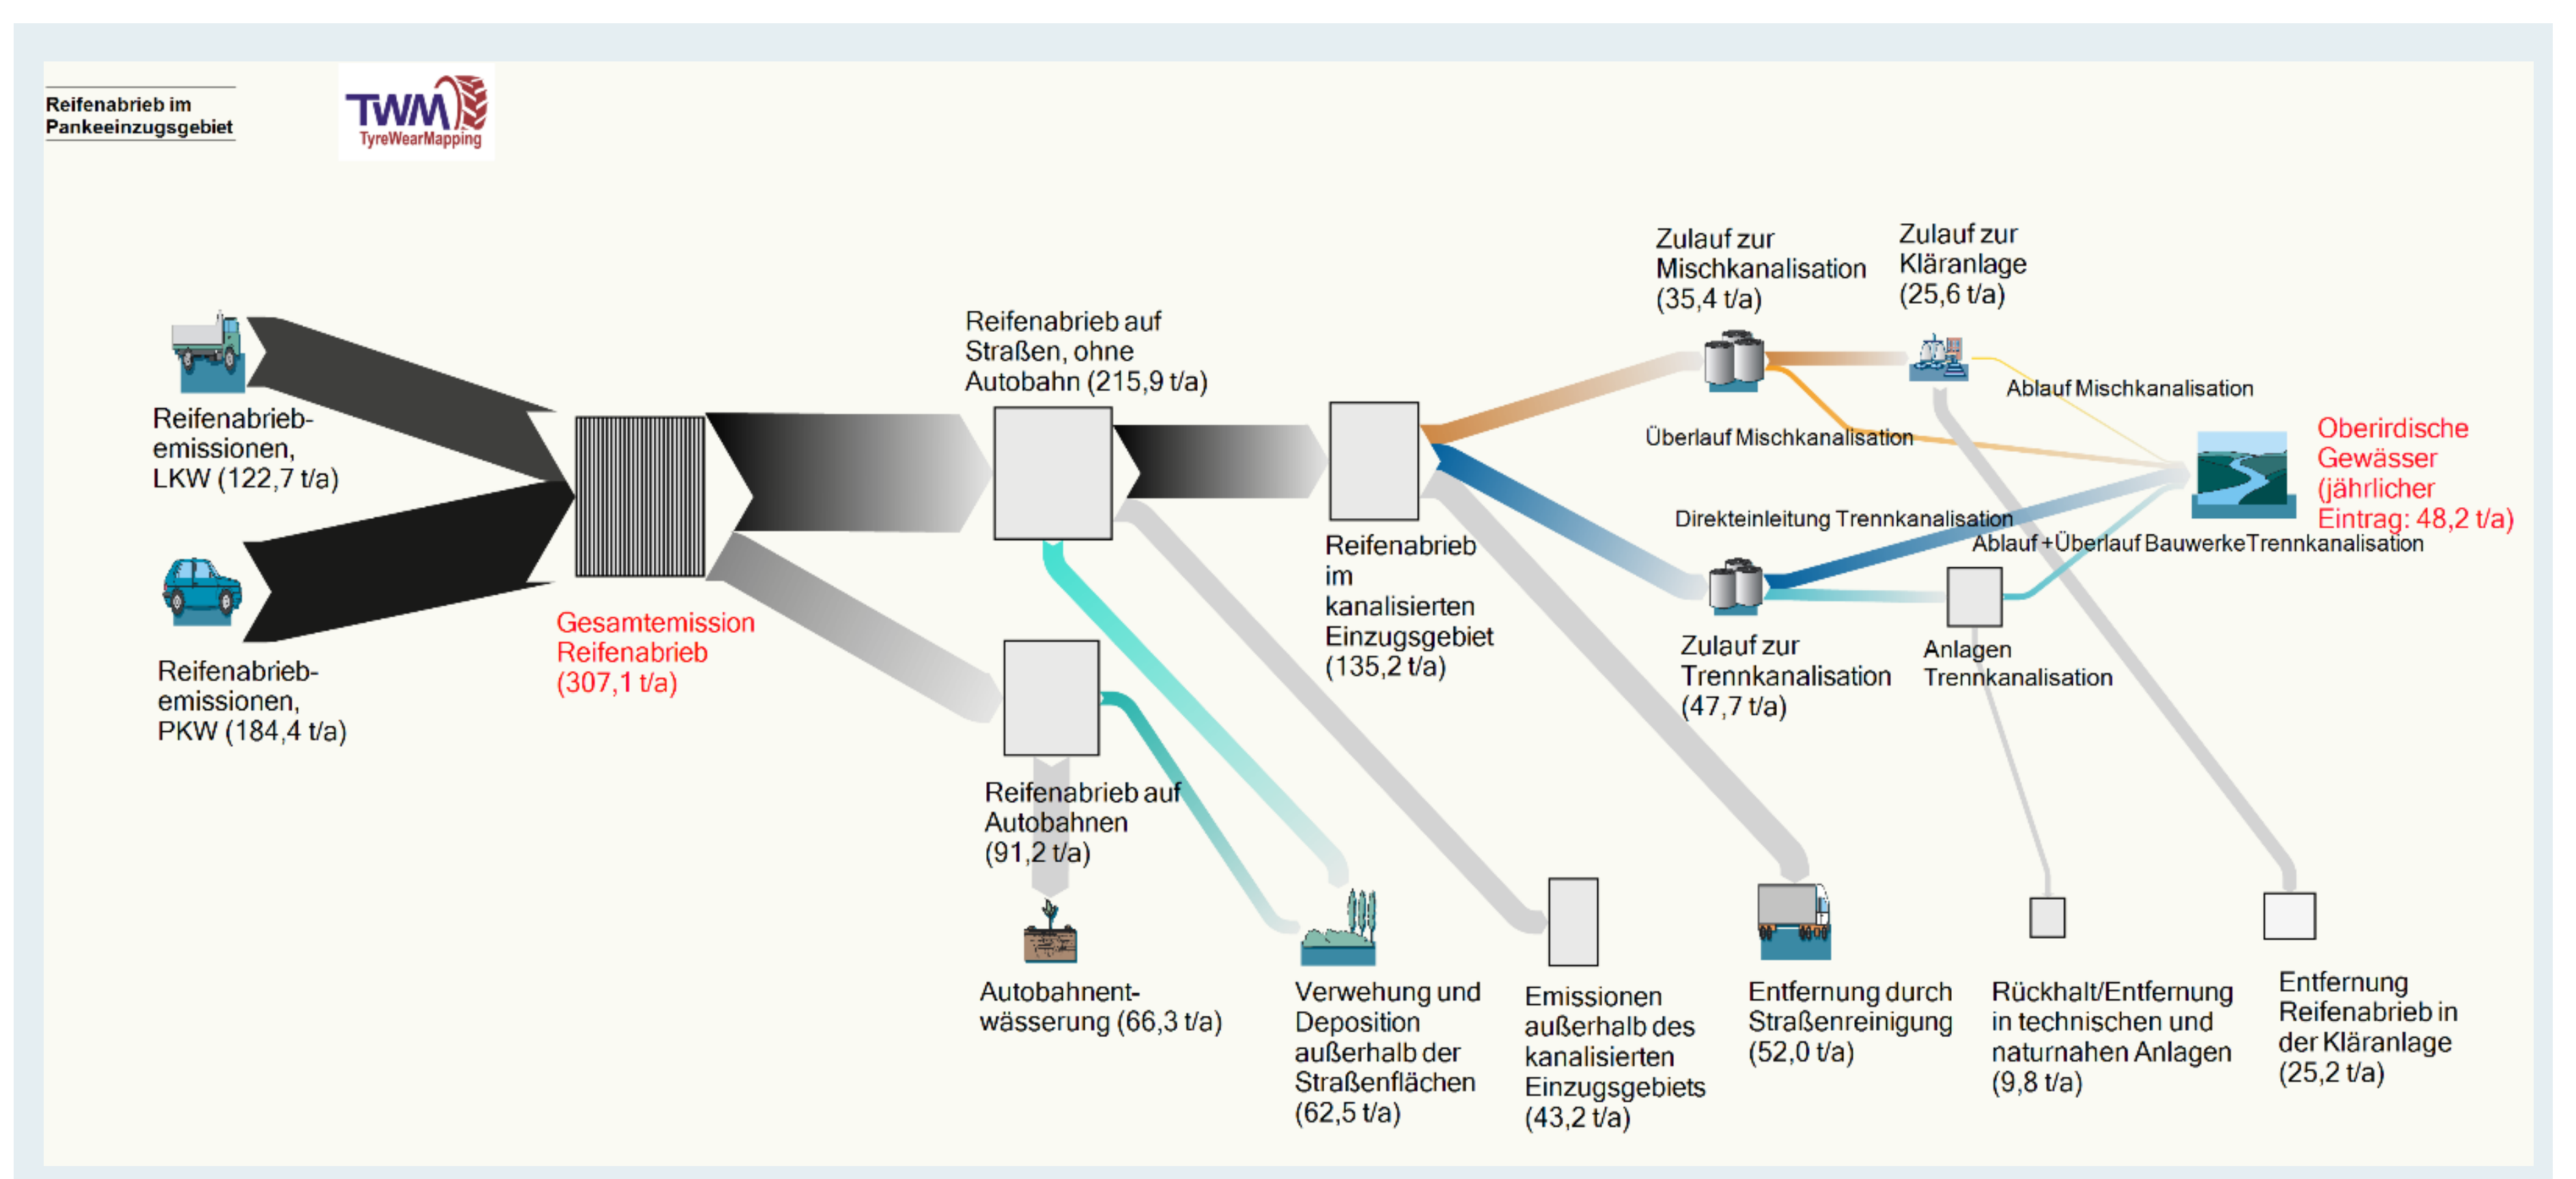 Reifenabrieb im
Pankeeinzugsgebiet
TWM
TyreWearMapping
Reifenabrieb-
emissionen,
LKW (122,7 t/a)
Reifenabrieb-
emissionen,
PKW (184,4 t/a)
Gesamtemission
Reifenabrieb
(307,1 t/a)
Reifenabrieb auf
Straßen, ohne
Autobahn (215,9 t/a)
Reifenabrieb auf
Autobahnen
(91,2 t/a)
Autobahnent-
wässerung (66,3 t/a)
Reifenabrieb
im
kanalisierten
Einzugsgebiet
(135,2 t/a)
Zulauf zur
Mischkanalisation
(35,4 t/a)
Zulauf zur
Kläranlage
(25,6 t/a)
Ablauf Mischkanalisation
Überlauf Mischkanalisation
Direkteinleitung Trennkanalisation
Ablauf+Überlauf BauwerkeTrennkanalisation
Oberirdische
Gewässer
(jährlicher
Eintrag: 48,2 t/a)
Zulauf zur
Trennkanalisation
(47,7 t/a)
Anlagen
Trennkanalisation
Verwehung und
Deposition
außerhalb der
Straßenflächen
(62,5 t/a)
Emissionen
außerhalb des
kanalisierten
Einzugsgebiets
(43,2 t/a)
Entfernung durch
Straßenreinigung
(52,0 t/a)
Rückhalt/Entfernung
in technischen und
naturnahen Anlagen
(9,8 t/a)
Entfernung
Reifenabrieb in
der Kläranlage
(25,2 t/a)